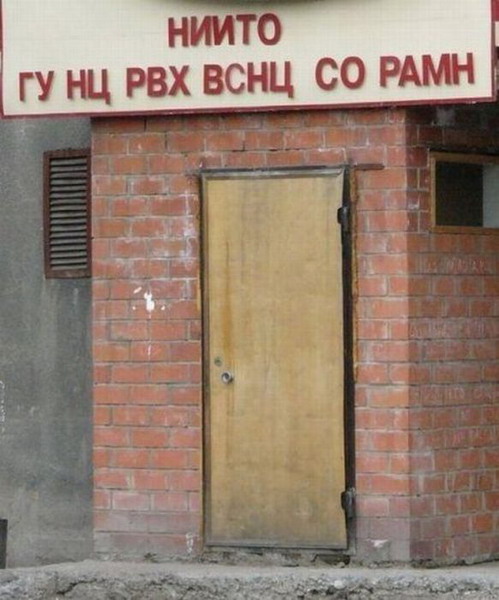 НИИТО
ГУ НЦ РВХ ВСНЦ СО РАМН